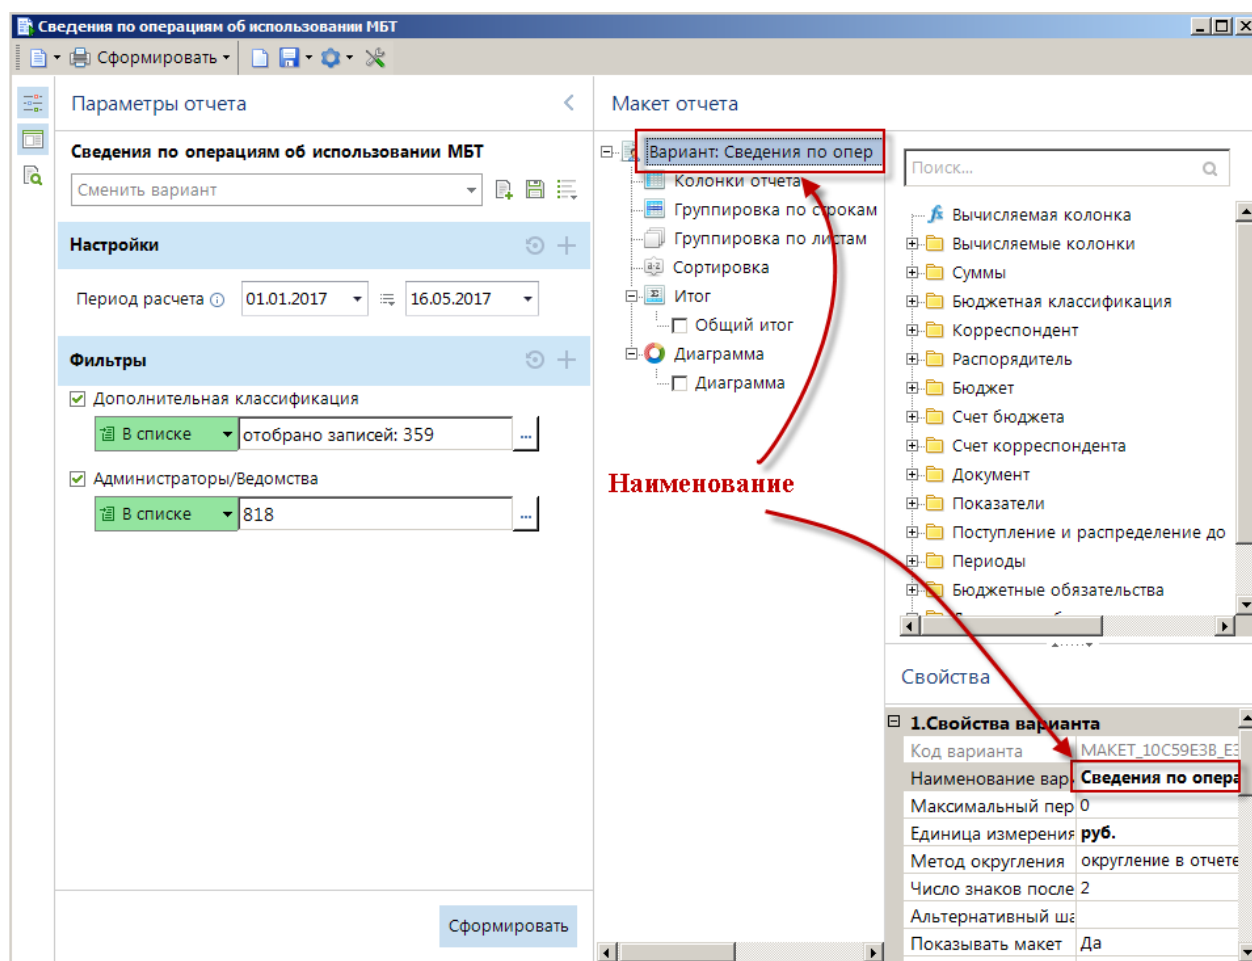 Сведения по операциям об использовании МБТ
Сформировать
Параметры отчета
Сведения по операциям об использовании МБТ
Сменить вариант
Настройки
Период расчета 01.01.2017 16.05.2017
Фильтры
Дополнительная классификация
В списке отобрано записей: 359 ...
Администраторы/Ведомства
В списке 818 ...
Сформировать
Макет отчета
Вариант: Сведения по опер
Колонки отчета
Группировка по строкам
Группировка по листам
Сортировка
Итог
Общий итог
Диаграмма
Диаграмма
Наименование
Поиск...
Вычисляемая колонка
Вычисляемые колонки
Суммы
Бюджетная классификация
Корреспондент
Распорядитель
Бюджет
Счет бюджета
Счет корреспондента
Документ
Показатели
Поступление и распределение до
Периоды
Бюджетные обязательства
Свойства
1.Свойства варианта
Код варианта МАКЕТ_10C59E3B_E3
Наименование вар Сведения по опера
Максимальный пер 0
Единица измерения руб.
Метод округления округление в отчете
Число знаков после 2
Альтернативный ша
Показывать макет Да